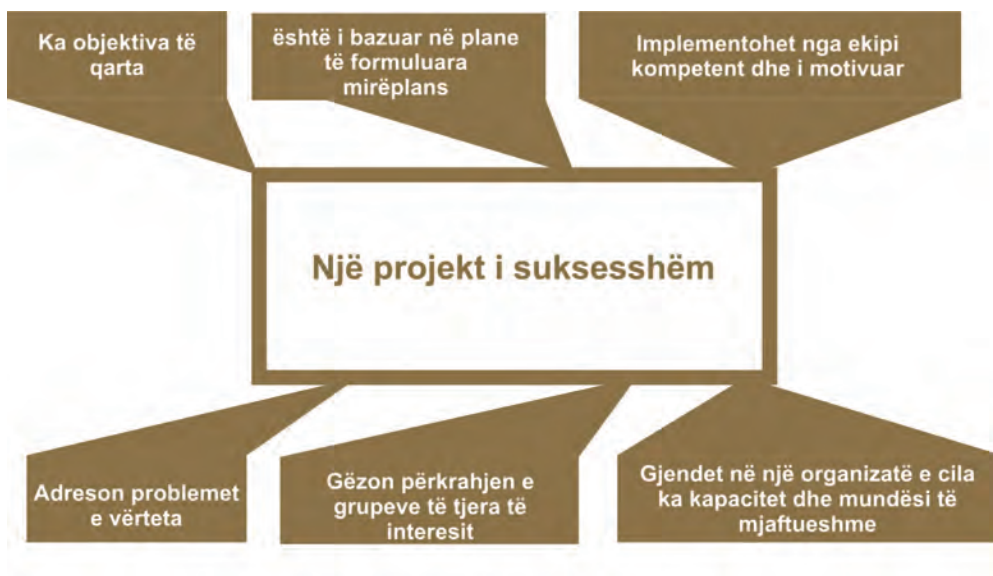 Ka objektiva të
qarta
është i bazuar në plane
të formuluara
mirëplans
Implementohet nga ekipi
kompetent dhe i motivuar
Një projekt i suksesshëm
Adreson problemet
e vërteta
Gëzon përkrahjen e
grupeve të tjera të
interesit
Gjendet në një organizatë e cila
ka kapacitet dhe mundësi të
mjaftueshme